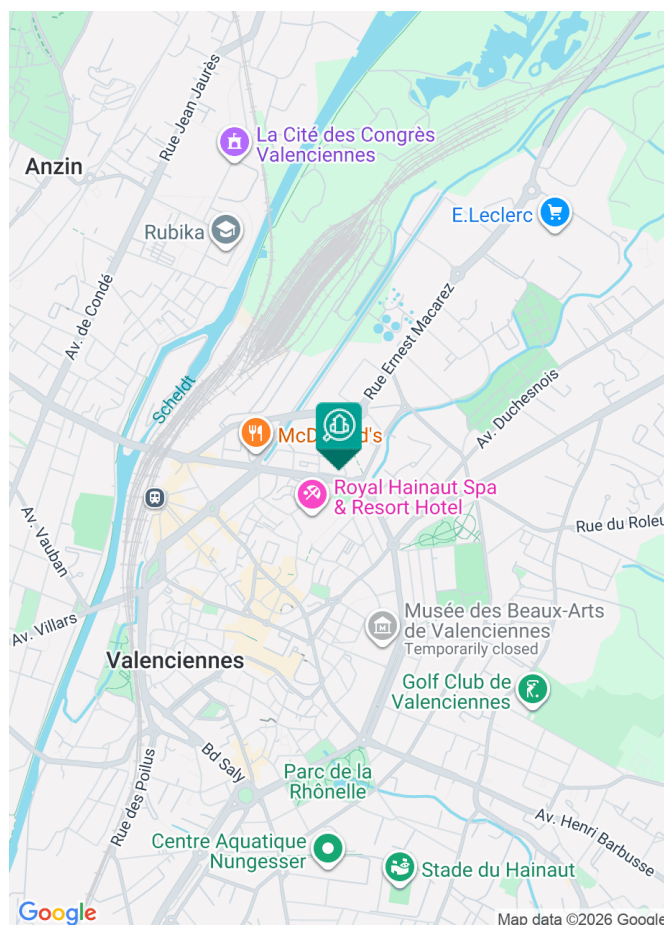 Rue Jean Jaurès
La Cité des Congrès
Valenciennes
Anzin
E.Leclerc
Rubika
Av. de Condé
Rue Ernest Macarez
Scheldt
Av. Duchesnois
McD d's
Royal Hainaut Spa
& Resort Hotel
Av. Vauban
Rue du Roleu
Musée des Beaux-Arts
de Valenciennes
Temporarily closed
Av. Villars
Valenciennes
Golf Club de
Valenciennes
Bd Saly
Parc de la
Rhônelle
Rue des Poilus
Av. Henri Barbusse
Centre Aquatique
Nungesser
Stade du Hainaut
Google
Map data ©2026 Google